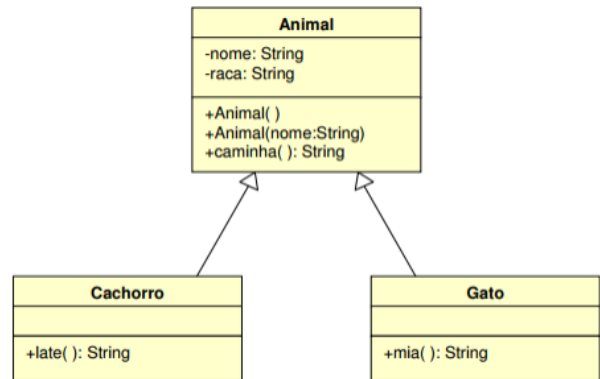 Animal
-nome: String
-raca: String
+Animal( )
+Animal(nome:String)
+caminha( ): String
Cachorro
+late( ): String
Gato
+mia( ): String